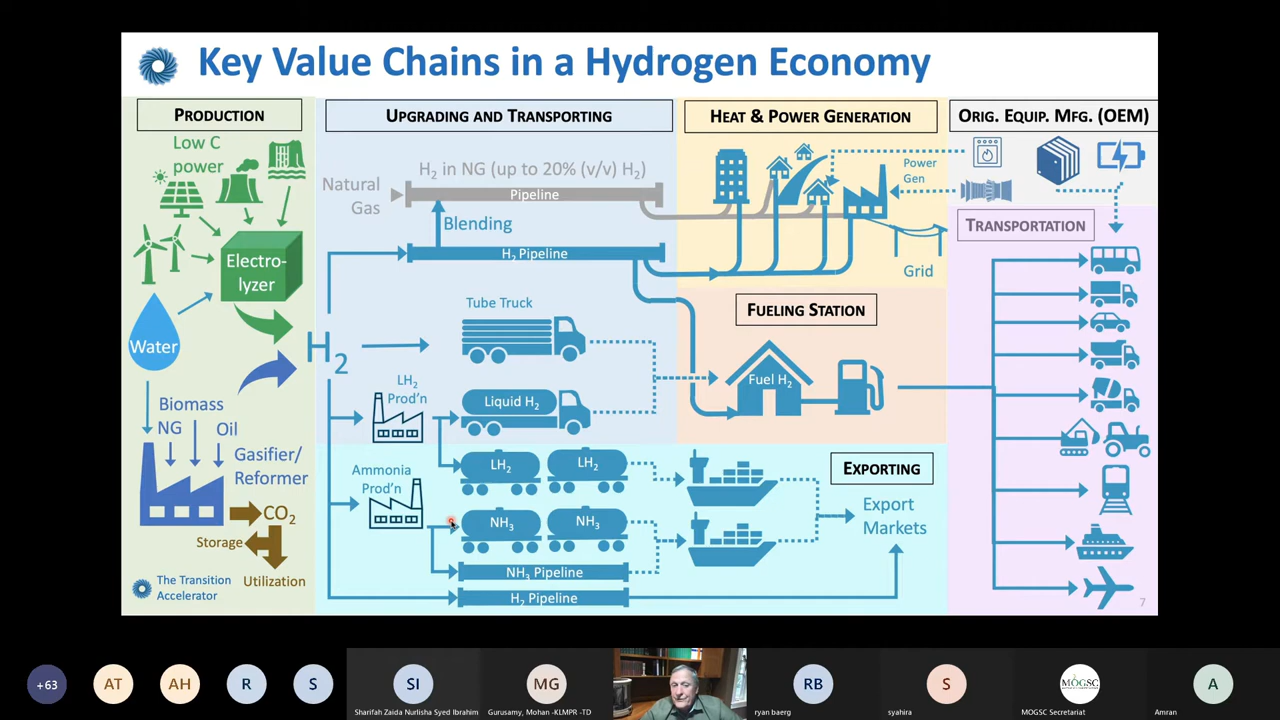 Key Value Chains in a Hydrogen Economy
PRODUCTION
Low C
power
Electro-
lyzer
Water
Biomass
NG
Oil
Gasifier/
Reformer
CO₂
Storage
Utilization
The Transition
Accelerator
H₂
UPGRADING AND TRANSPORTING
H₂ in NG (up to 20% (v/v) H₂)
Natural
Gas
Pipeline
Blending
H₂ Pipeline
Tube Truck
LH₂
Prod'n
Liquid H₂
Ammonia
Prod'n
LH₂
LH₂
NH₃
NH₃
NH₃ Pipeline
H₂ Pipeline
HEAT & POWER GENERATION
Power
Gen
Grid
FUELING STATION
Fuel H₂
EXPORTING
Export
Markets
ORIG. EQUIP. MFG. (OEM)
TRANSPORTATION
7
+63
AT
AH
R
S
SI
Sharifah Zaida Nurlisha Syed Ibrahim
MG
Gurusamy, Mohan -KLMPR -TD
RB
ryan baerg
S
syahira
MOGSC
MOGSC Secretariat
A
Amran